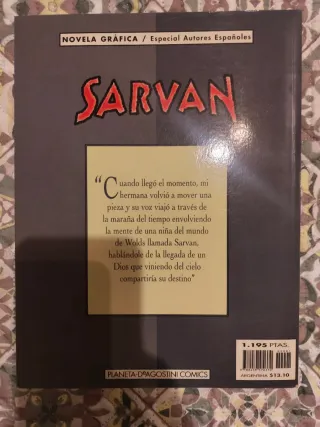 NOVELA GRÁFICA / Especial Autores Españoles
SARVAN
“Cuando llegó el momento, mi
hermana volvió a mover una
pieza y su voz viajó a través de
la maraña del tiempo envolviendo
la mente de una niña del mundo
de Wolds llamada Sarvan,
hablándole de la llegada de un
Dios que viniendo del cielo
compartiría su destino”
1.195 PTAS.
ARGENTINA $13.10
PLANETA-DeAGOSTINI COMICS